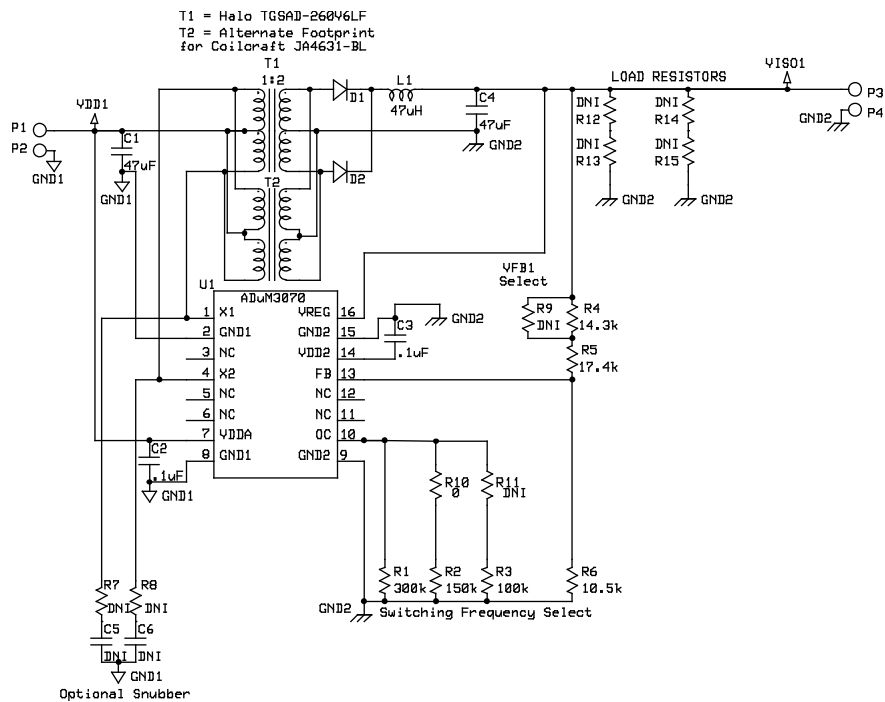 T1 = Halo TGSAD-260V6LF
T2 = Alternate Footprint
for Coilcraft JA4631-BL
T1
1:2
D1
L1
47uH
C4
47uF
GND2
D2
T2
VISO1
LOAD RESISTORS
DNI
R12
DNI
R13
GND2
DNI
R14
DNI
R15
GND2
P3
P4
GND2
VDD1
P1
P2
GND1
C1
47uF
GND1
VFB1
Select
R9
DNI
R4
14.3k
R5
17.4k
U1
ADuM3070
1 X1 VREG 16
2 GND1 GND2 15
3 NC VDD2 14
4 X2 FB 13
5 NC NC 12
6 NC NC 11
7 VDDA OC 10
8 GND1 GND2 9
C3
.1uF
GND2
C2
.1uF
GND1
R10
0
R11
DNI
R1
300k
R2
150k
R3
100k
R6
10.5k
GND2
Switching Frequency Select
R7
DNI
R8
DNI
C5
DNI
C6
DNI
GND1
Optional Snubber